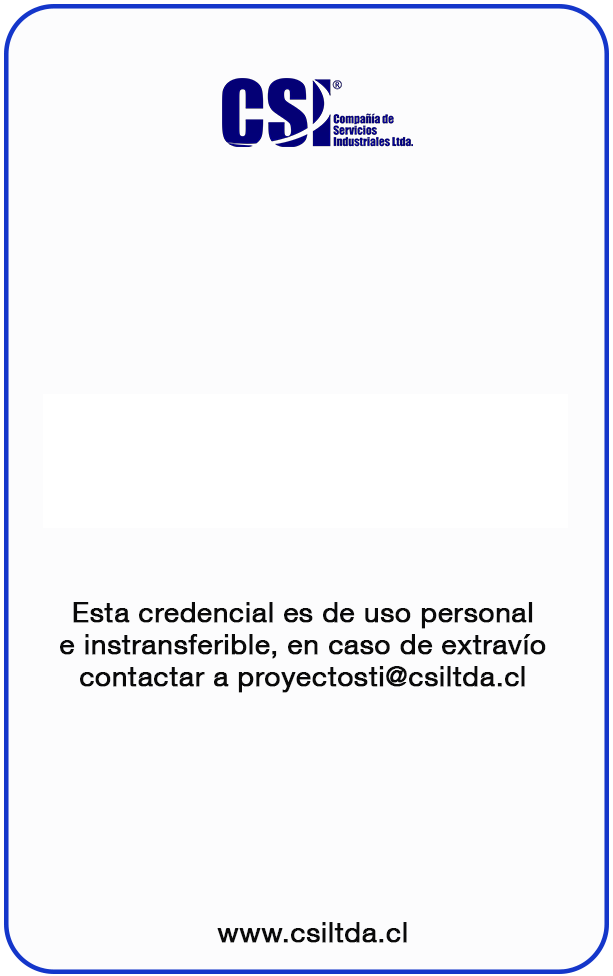 CSI®
Compañía de
Servicios
Industriales Ltda.
Esta credencial es de uso personal
e instransferible, en caso de extravío
contactar a proyectosti@csiltda.cl
www.csiltda.cl